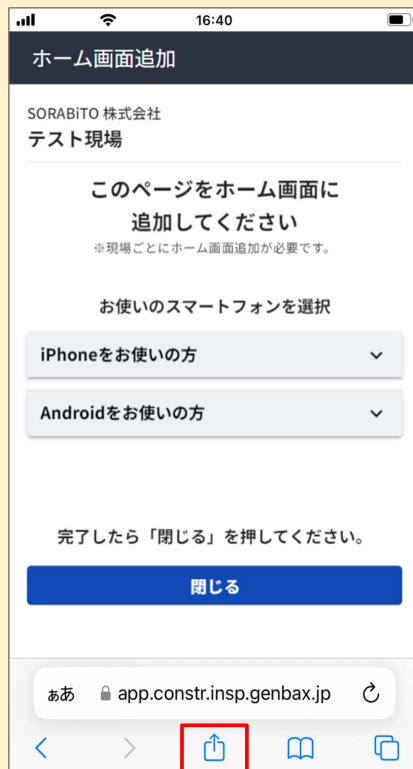 16:40
ホーム画面追加
SORABiTO 株式会社
テスト現場
このページをホーム画面に
追加してください
※現場ごとにホーム画面追加が必要です。
お使いのスマートフォンを選択
iPhoneをお使いの方
Androidをお使いの方
完了したら「閉じる」を押してください。
閉じる
ぁあ app.constr.insp.genbax.jp